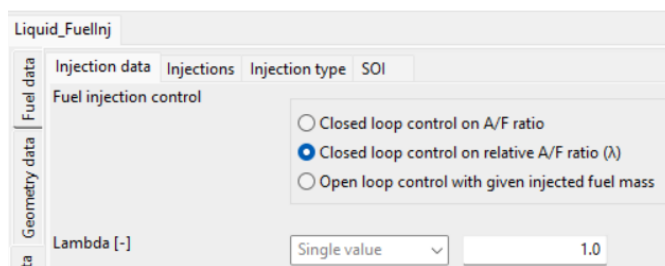 Liquid_FuelInj
Fuel data
Geometry data
Injection data Injections Injection type SOI
Fuel injection control
Closed loop control on A/F ratio
Closed loop control on relative A/F ratio (λ)
Open loop control with given injected fuel mass
Lambda [-] Single value 1.0